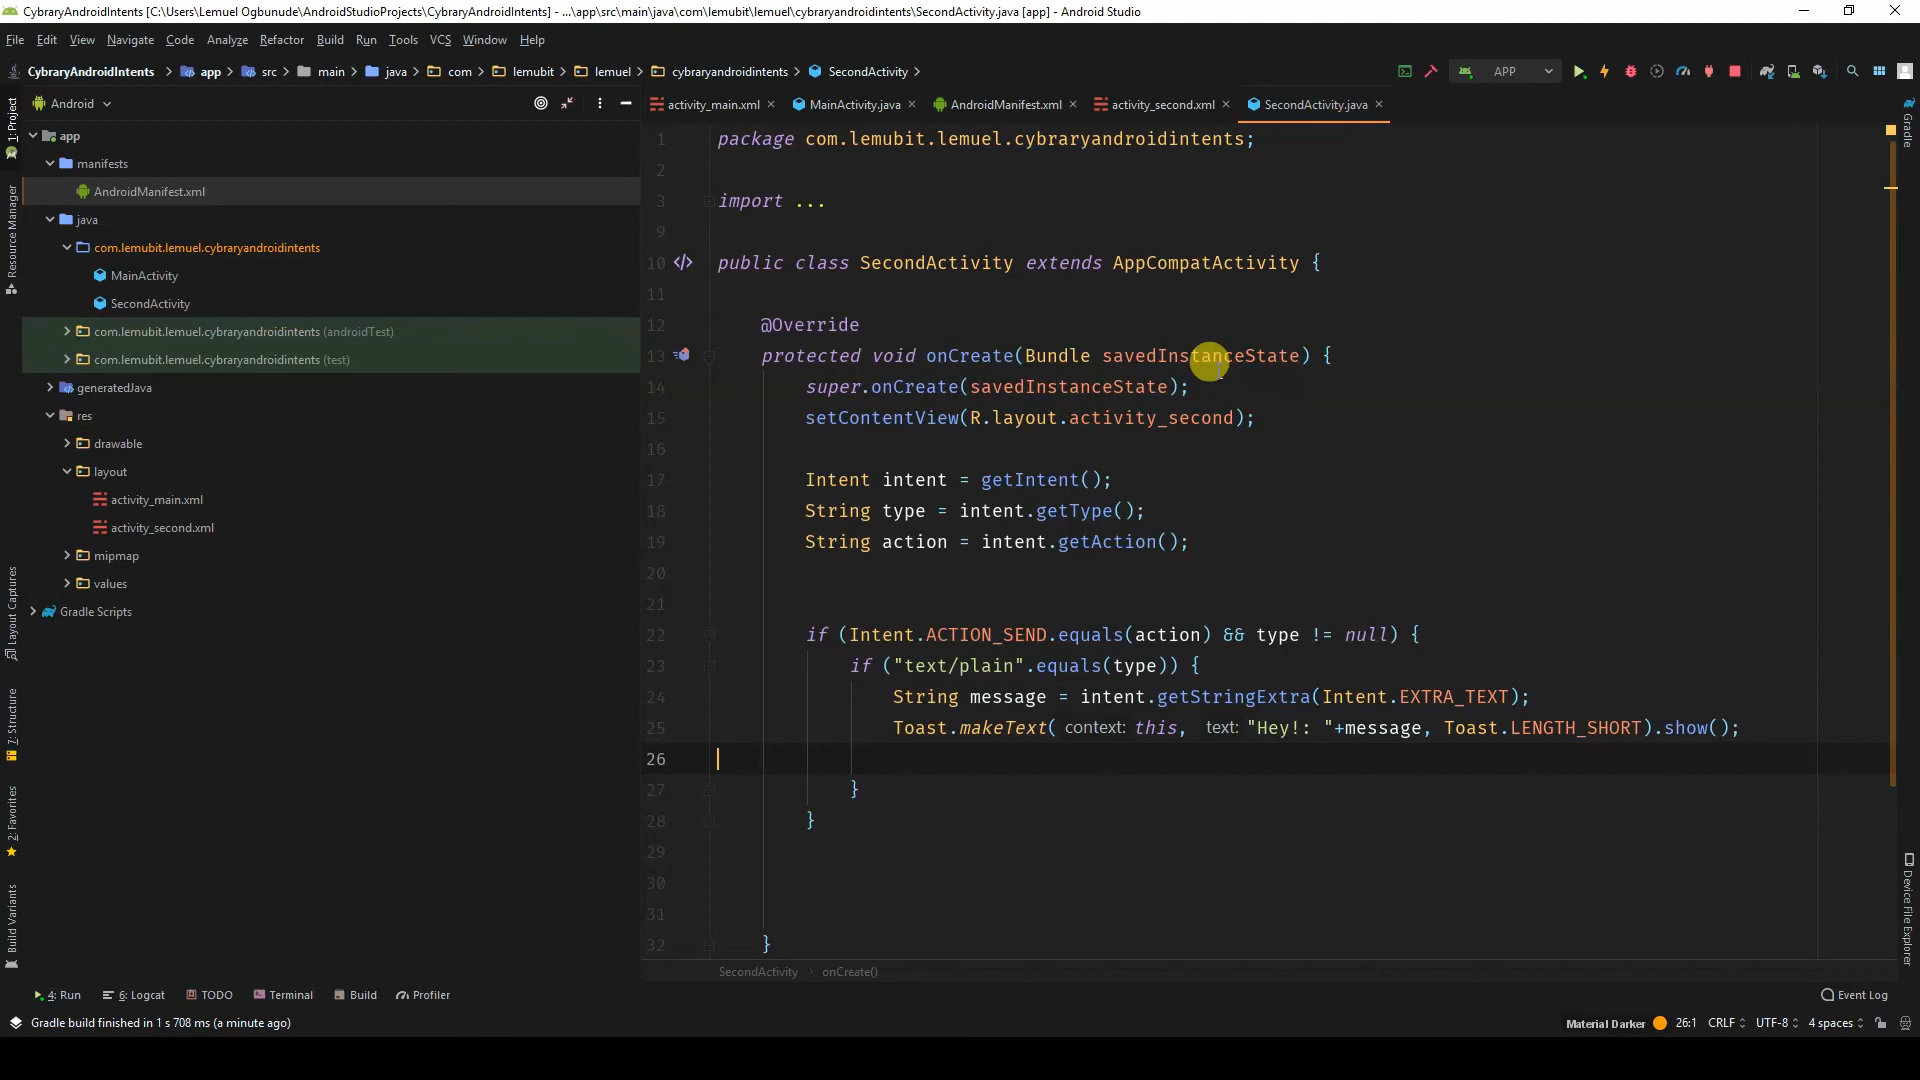 CybraryAndroidIntents [C:\Users\Lemuel Ogbunude\AndroidStudioProjects\CybraryAndroidIntents] - ...\app\src\main\java\com\lemubit\lemuel\cybraryandroidintents\SecondActivity.java [app] - Android Studio
File Edit View Navigate Code Analyze Refactor Build Run Tools VCS Window Help
CybraryAndroidIntents app src main java com lemubit lemuel cybraryandroidintents SecondActivity APP
Android
activity_main.xml MainActivity.java AndroidManifest.xml activity_second.xml SecondActivity.java
1: Project
Resource Manager
Layout Captures
7: Structure
2: Favorites
Build Variants
app
manifests
AndroidManifest.xml
java
com.lemubit.lemuel.cybraryandroidintents
MainActivity
SecondActivity
com.lemubit.lemuel.cybraryandroidintents (androidTest)
com.lemubit.lemuel.cybraryandroidintents (test)
generatedJava
res
drawable
layout
activity_main.xml
activity_second.xml
mipmap
values
Gradle Scripts
1 package com.lemubit.lemuel.cybraryandroidintents;
2
3 import ...
9
10 public class SecondActivity extends AppCompatActivity {
11
12 @Override
13 protected void onCreate(Bundle savedInstanceState) {
14 super.onCreate(savedInstanceState);
15 setContentView(R.layout.activity_second);
16
17 Intent intent = getIntent();
18 String type = intent.getType();
19 String action = intent.getAction();
20
21
22 if (Intent.ACTION_SEND.equals(action) && type != null) {
23 if ("text/plain".equals(type)) {
24 String message = intent.getStringExtra(Intent.EXTRA_TEXT);
25 Toast.makeText( context: this, text: "Hey!: "+message, Toast.LENGTH_SHORT).show();
26
27 }
28 }
29
30
31
32 }
SecondActivity onCreate()
Gradle
Device File Explorer
4: Run 6: Logcat TODO Terminal Build Profiler Event Log
Gradle build finished in 1 s 708 ms (a minute ago) Material Darker 26:1 CRLF UTF-8 4 spaces